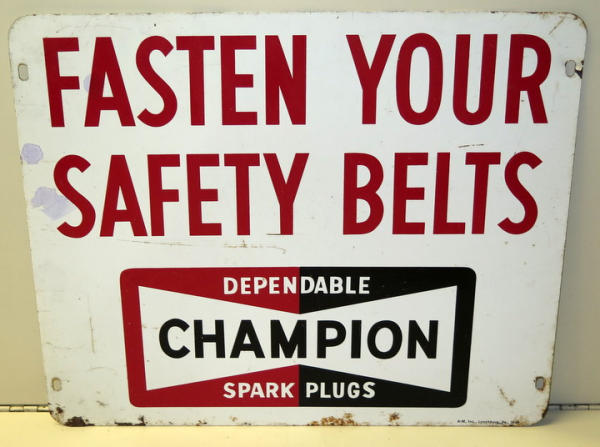 FASTEN YOUR
SAFETY BELTS
DEPENDABLE
CHAMPION
SPARK PLUGS